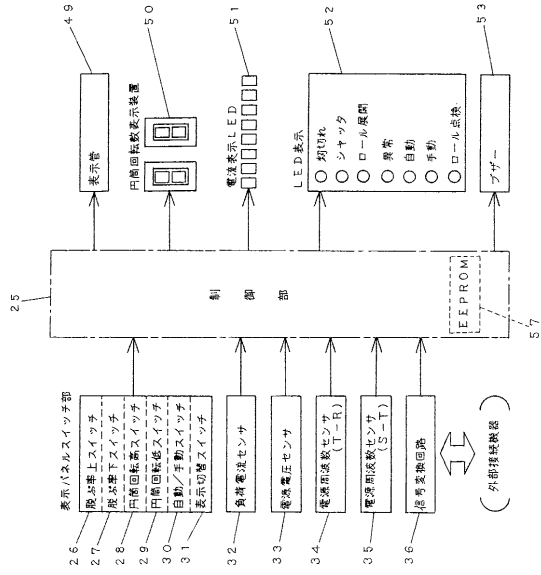 表示パネルスイッチ部
26
脱ぷ率上スイッチ
27
脱ぷ率下スイッチ
28
円筒回転高スイッチ
29
円筒回転低スイッチ
30
自動/手動スイッチ
31
表示切替スイッチ
32
負荷電流センサ
33
電源電圧センサ
34
電源周波数センサ
(T-R)
35
電源周波数センサ
(S-T)
36
信号変換回路
(外部接続機器)
25
制御部
EEPROM
57
表示管
49
円筒回転数表示装置
50
電流表示LED
51
LED表示
52
籾切れ
シャッタ
ロール展開
異常
自動
手動
ロール点検
ブザー
53